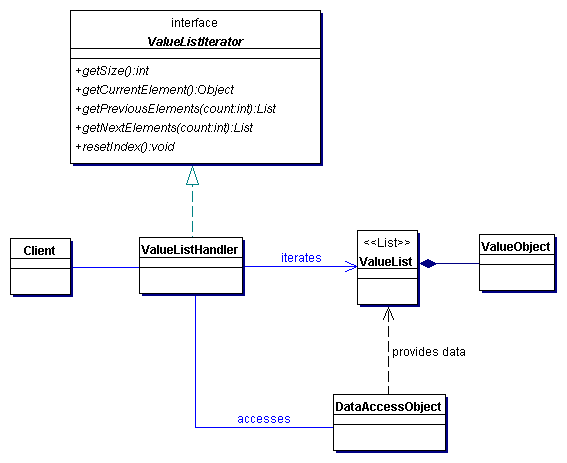 interface
ValueListIterator
+getSize():int
+getCurrentElement():Object
+getPreviousElements(count:int):List
+getNextElements(count:int):List
+resetIndex():void
Client
ValueListHandler
iterates
<<List>>
ValueList
ValueObject
provides data
DataAccessObject
accesses